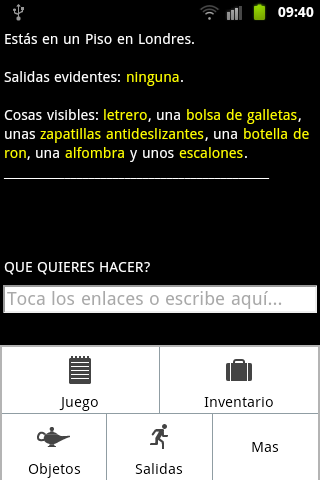 09:40
Estás en un Piso en Londres.
Salidas evidentes: ninguna.
Cosas visibles: letrero, una bolsa de galletas,
unas zapatillas antideslizantes, una botella de
ron, una alfombra y unos escalones.
QUE QUIERES HACER?
Toca los enlaces o escribe aquí...
Juego
Inventario
Objetos
Salidas
Mas